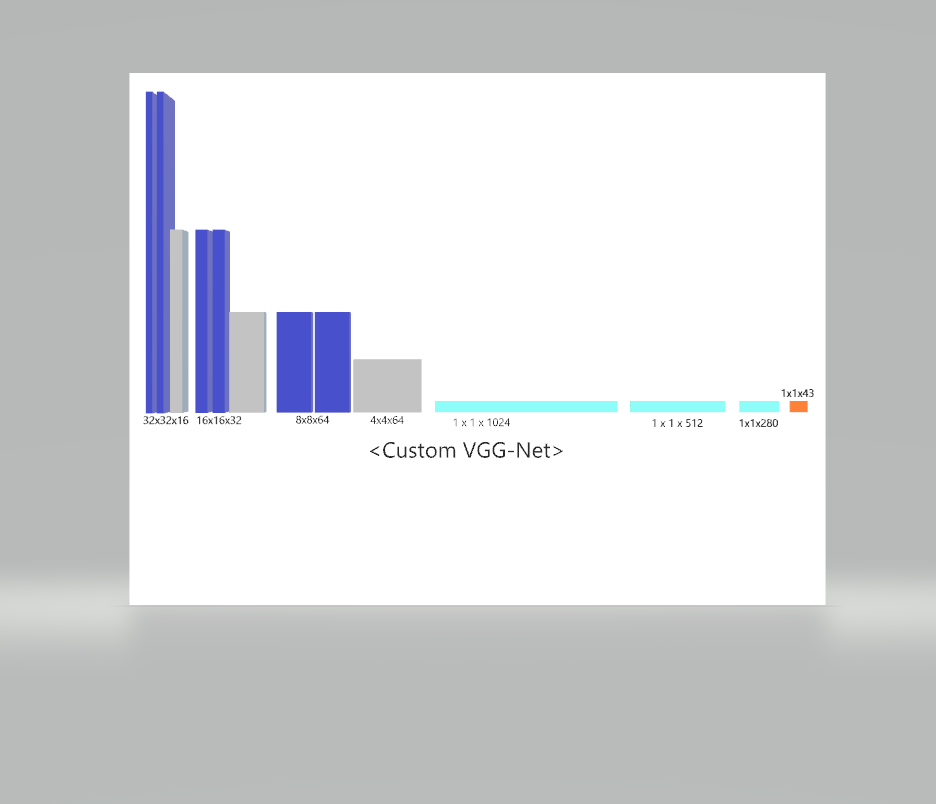 1x1x43
32x32x16
16x16x32
8x8x64
4x4x64
1 x 1 x 1024
1 x 1 x 512
1x1x280
<Custom VGG-Net>